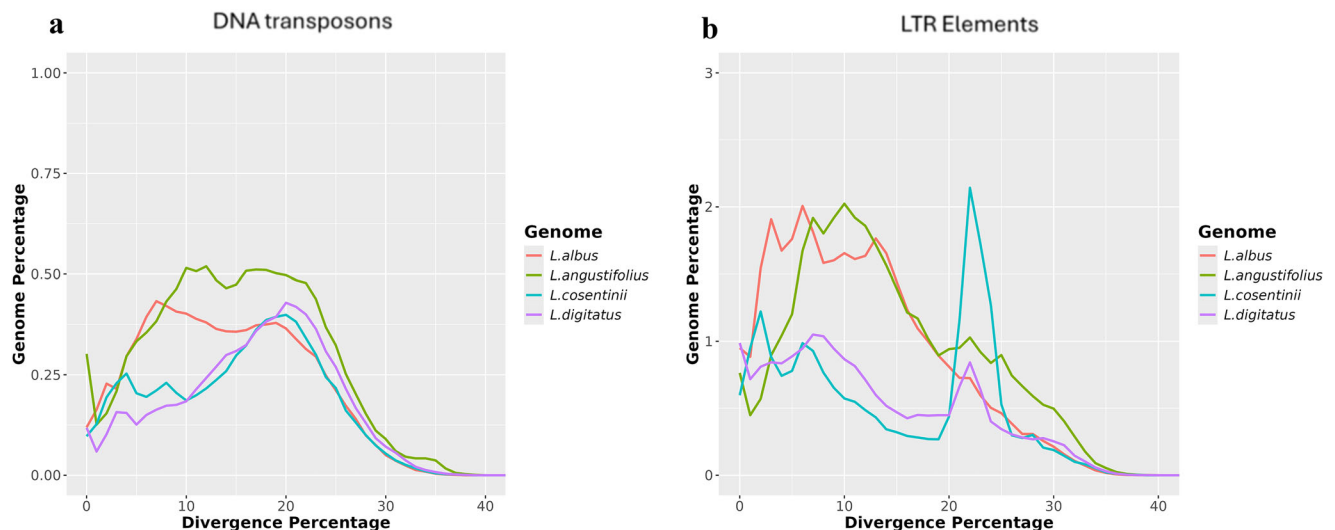 a
DNA transposons
1.00
0.75
0.50
0.25
0.00
Genome Percentage
0
10
20
30
40
Divergence Percentage
Genome
L.albus
L.angustifolius
L.cosentinii
L.digitatus
b
LTR Elements
3
2
1
0
Genome Percentage
0
10
20
30
40
Divergence Percentage
Genome
L.albus
L.angustifolius
L.cosentinii
L.digitatus